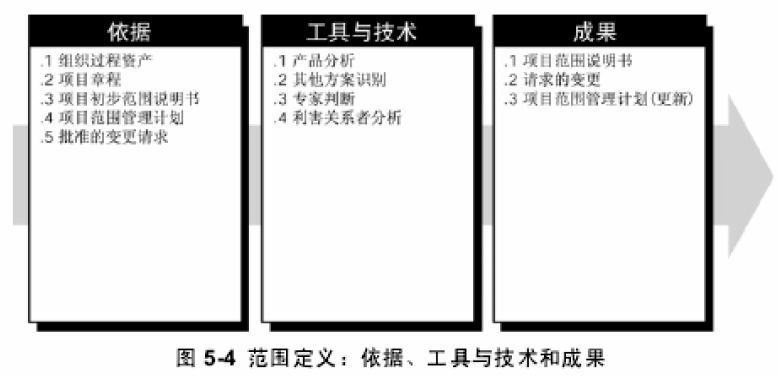 依据
.1 组织过程资产
.2 项目章程
.3 项目初步范围说明书
.4 项目范围管理计划
.5 批准的变更请求
工具与技术
.1 产品分析
.2 其他方案识别
.3 专家判断
.4 利害关系者分析
成果
.1 项目范围说明书
.2 请求的变更
.3 项目范围管理计划(更新)
图 5-4 范围定义：依据、工具与技术和成果